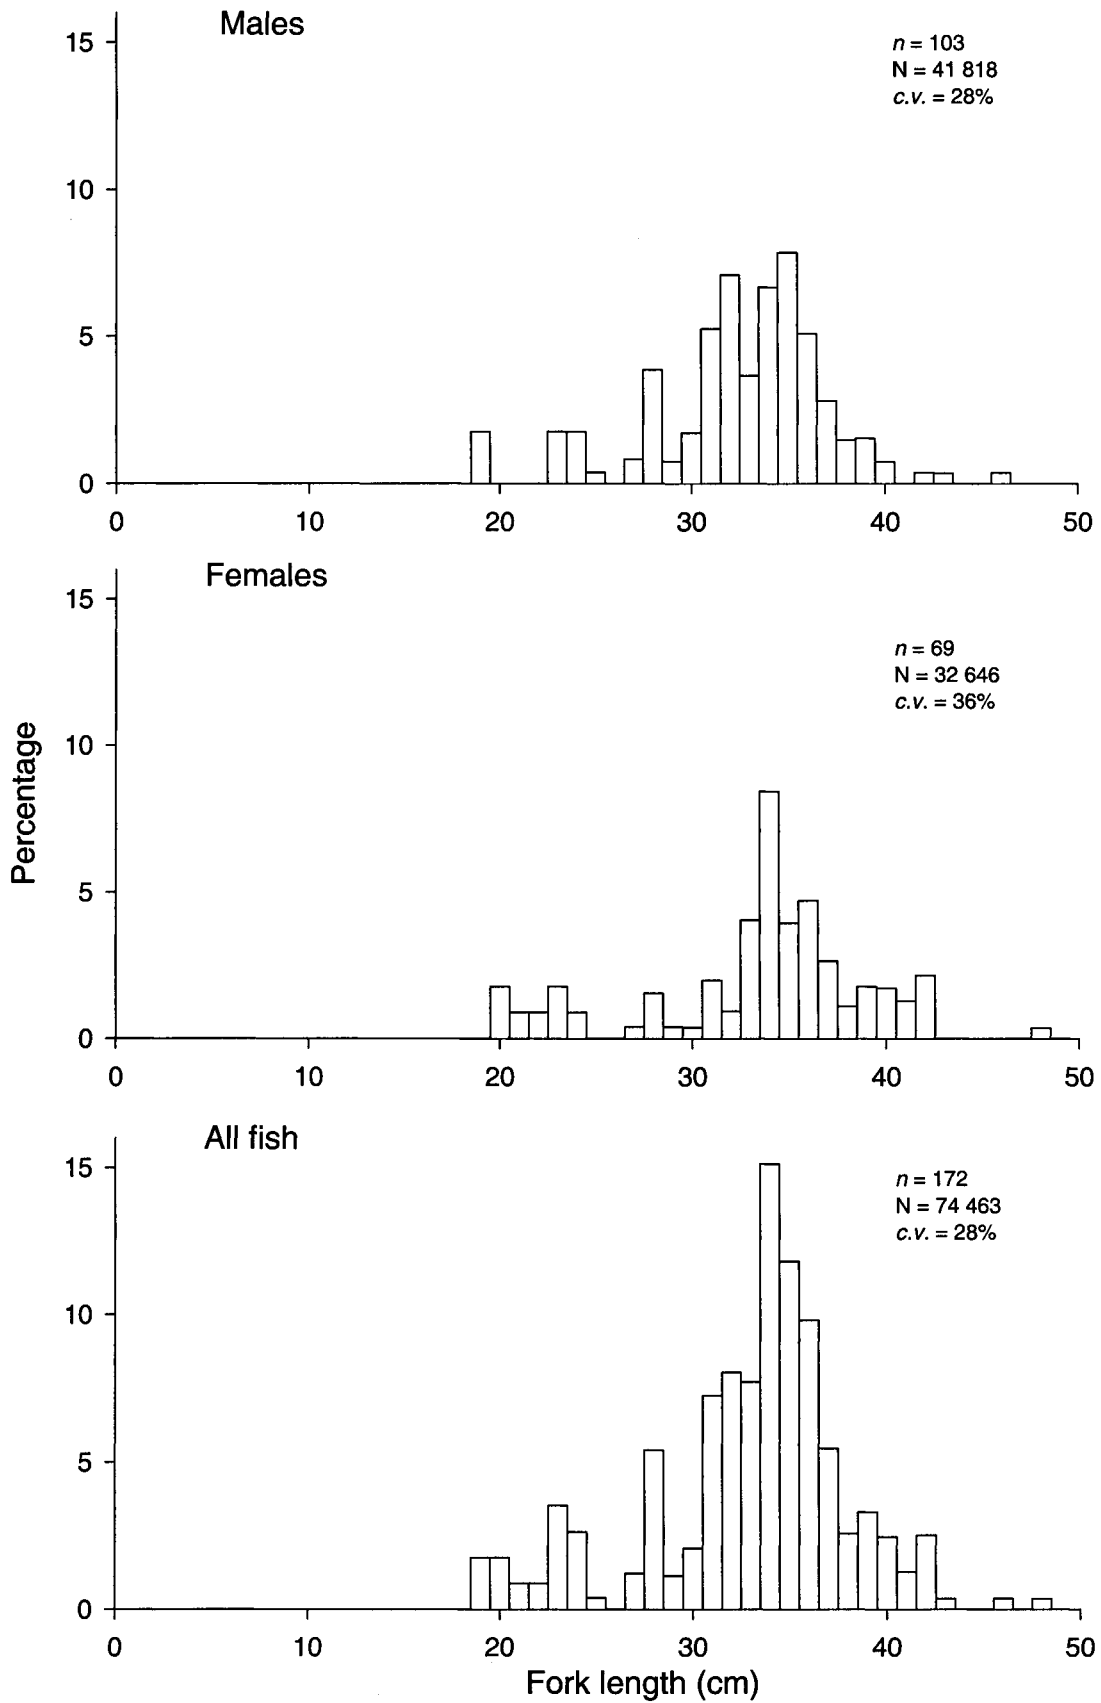 Males
n = 103
N = 41 818
c.v. = 28%
15
10
5
0
0 10 20 30 40 50
Females
n = 69
N = 32 646
c.v. = 36%
15
10
5
0
0 10 20 30 40 50
Percentage
All fish
n = 172
N = 74 463
c.v. = 28%
15
10
5
0
0 10 20 30 40 50
Fork length (cm)